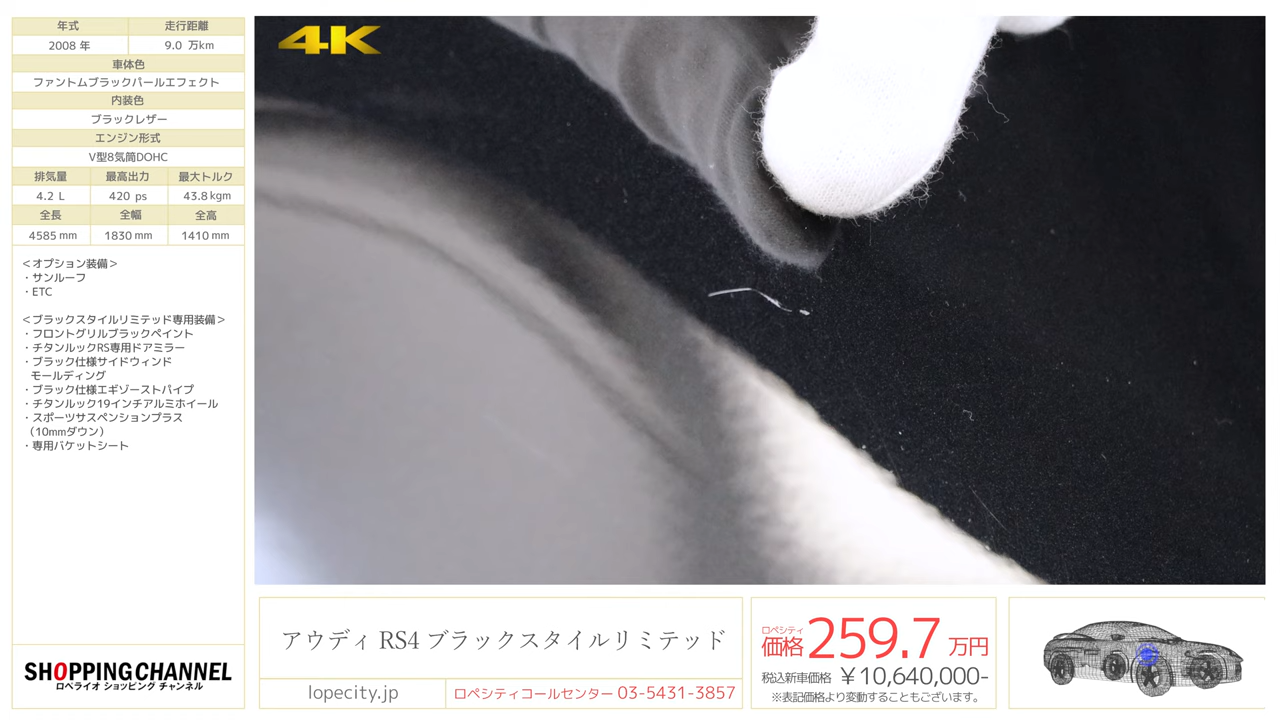 年式 走行距離
2008 年 9.0 万km
車体色
ファントムブラックパールエフェクト
内装色
ブラックレザー
エンジン形式
V型8気筒DOHC
排気量 最高出力 最大トルク
4.2 L 420 ps 43.8kgm
全長 全幅 全高
4585 mm 1830 mm 1410 mm
＜オプション装備＞
・サンルーフ
・ETC
＜ブラックスタイルリミテッド専用装備＞
・フロントグリルブラックペイント
・チタンルックRS専用ドアミラー
・ブラック仕様サイドウィンド
モールディング
・ブラック仕様エギゾーストパイプ
・チタンルック19インチアルミホイール
・スポーツサスペンションプラス
（10mmダウン）
・専用バケットシート
SHOPPING CHANNEL
ロペライオ ショッピング チャンネル
4K
アウディ RS4 ブラックスタイルリミテッド
lopecity.jp
ロペシティコールセンター 03-5431-3857
ロペシティ
価格 259.7 万円
税込新車価格 ￥10,640,000-
※表記価格より変動することもございます。